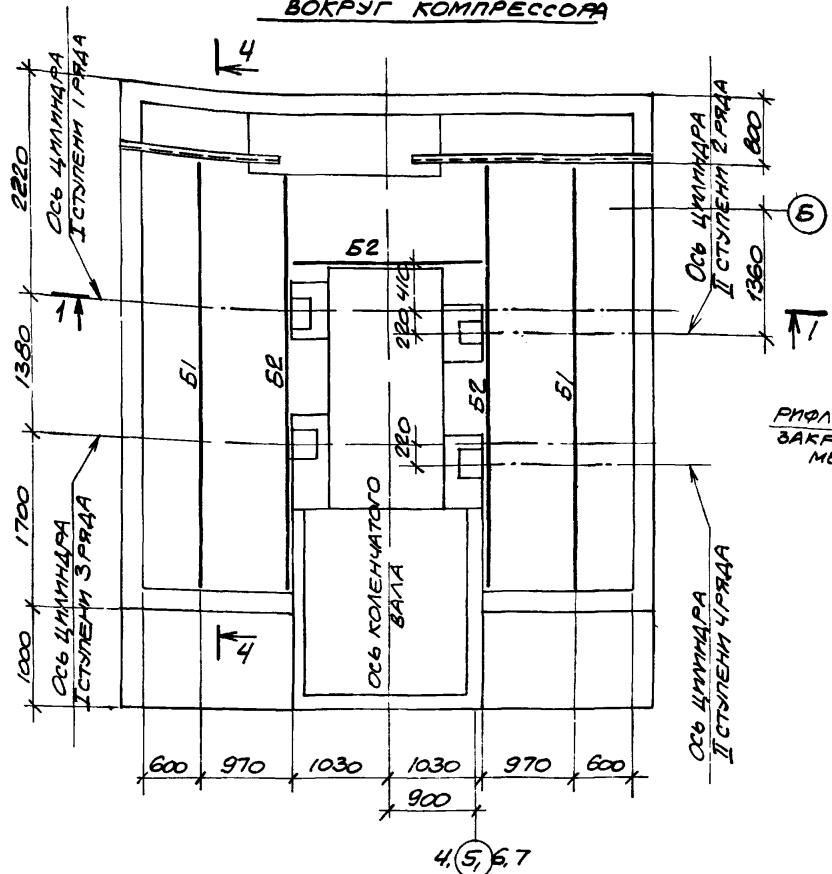 ВОКРУГ КОМПРЕССОРА
4
ОСЬ ЦИЛИНДРА
I СТУПЕНИ 1 РЯДА
ОСЬ ЦИЛИНДРА
II СТУПЕНИ 2 РЯДА
800
2220
Б
Б2
410
1360
1
1
220
1380
Б1
Б2
Б2
Б1
РИФЛ
ЗАКР
220
1700
ОСЬ ЦИЛИНДРА
I СТУПЕНИ 3 РЯДА
ОСЬ КОЛЕНЧАТОГО
ВАЛА
4
1000
ОСЬ ЦИЛИНДРА
II СТУПЕНИ 4 РЯДА
600 970 1030 1030 970 600
900
4, 5, 6, 7